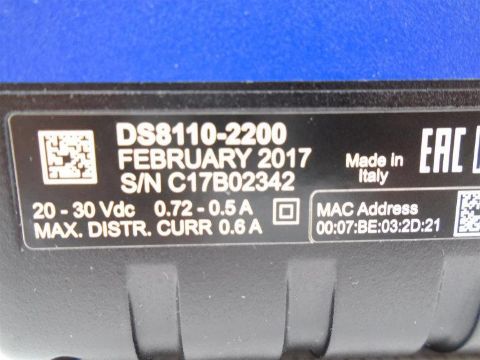 DS8110-2200
FEBRUARY 2017
S/N C17B02342
20 - 30 Vdc 0.72 - 0.5 A
MAX. DISTR. CURR 0.6 A
Made in
Italy
EAC
MAC Address
00:07:BE:03:2D:21